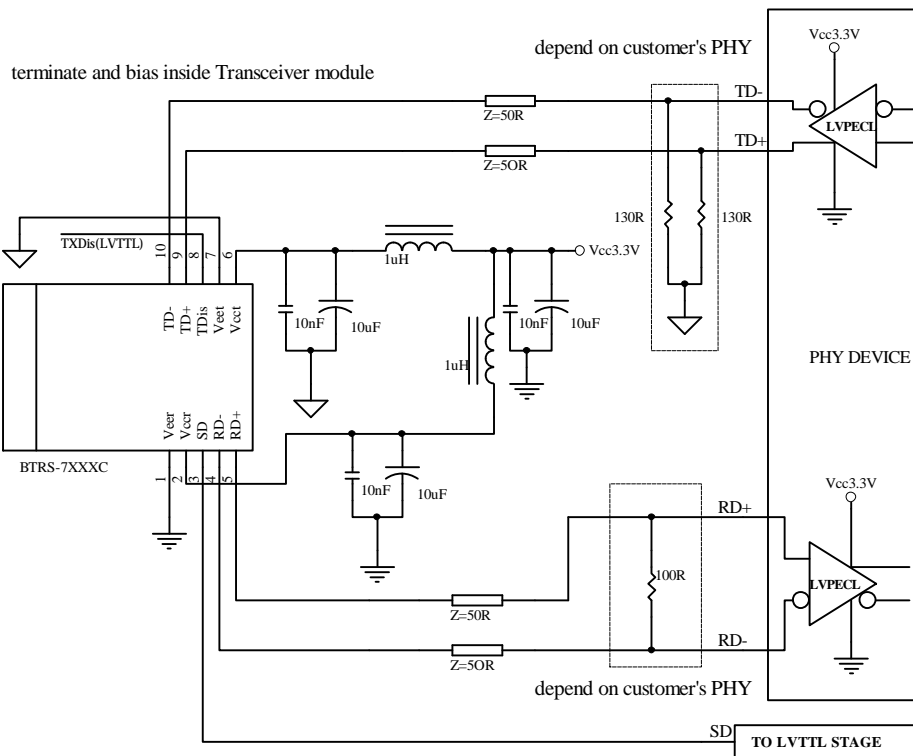 Vcc3.3V
depend on customer's PHY
terminate and bias inside Transceiver module
TD-
Z=50R
LVPECL
TD+
Z=5OR
130R
130R
TXDis(LVTTL)
10
9
8
7
6
1uH
Vcc3.3V
TD-
TD+
TDis
Veet
Vcct
10nF
10uF
10nF
10uF
1uH
PHY DEVICE
Veer
Vccr
SD
RD-
RD+
BTRS-7XXXC
1
2
3
4
5
10nF
10uF
Vcc3.3V
RD+
100R
LVPECL
Z=50R
RD-
Z=5OR
depend on customer's PHY
SD
TO LVTTL STAGE